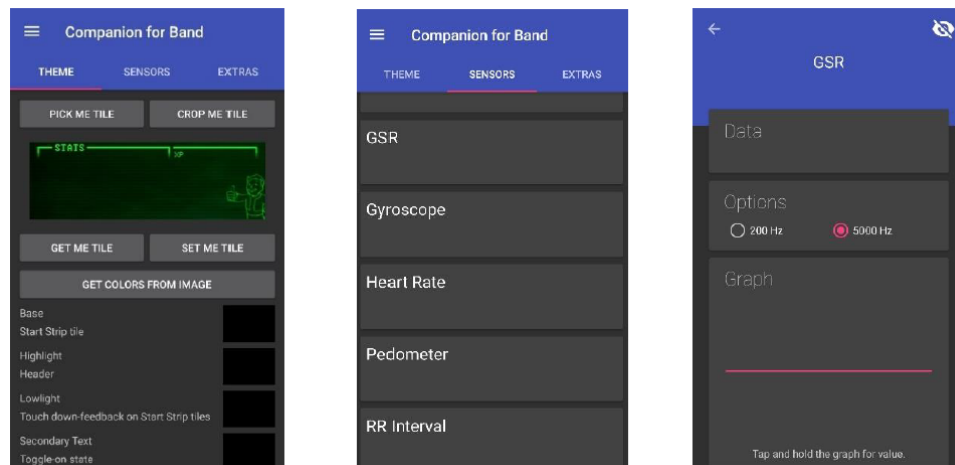 Companion for Band
THEME SENSORS EXTRAS
PICK ME TILE CROP ME TILE
STATS XP
GET ME TILE SET ME TILE
GET COLORS FROM IMAGE
Base
Start Strip tile
Highlight
Header
Lowlight
Touch down-feedback on Start Strip tiles
Secondary Text
Toggle-on state
Companion for Band
THEME SENSORS EXTRAS
GSR
Gyroscope
Heart Rate
Pedometer
RR Interval
GSR
Data
Options
200 Hz 5000 Hz
Graph
Tap and hold the graph for value.